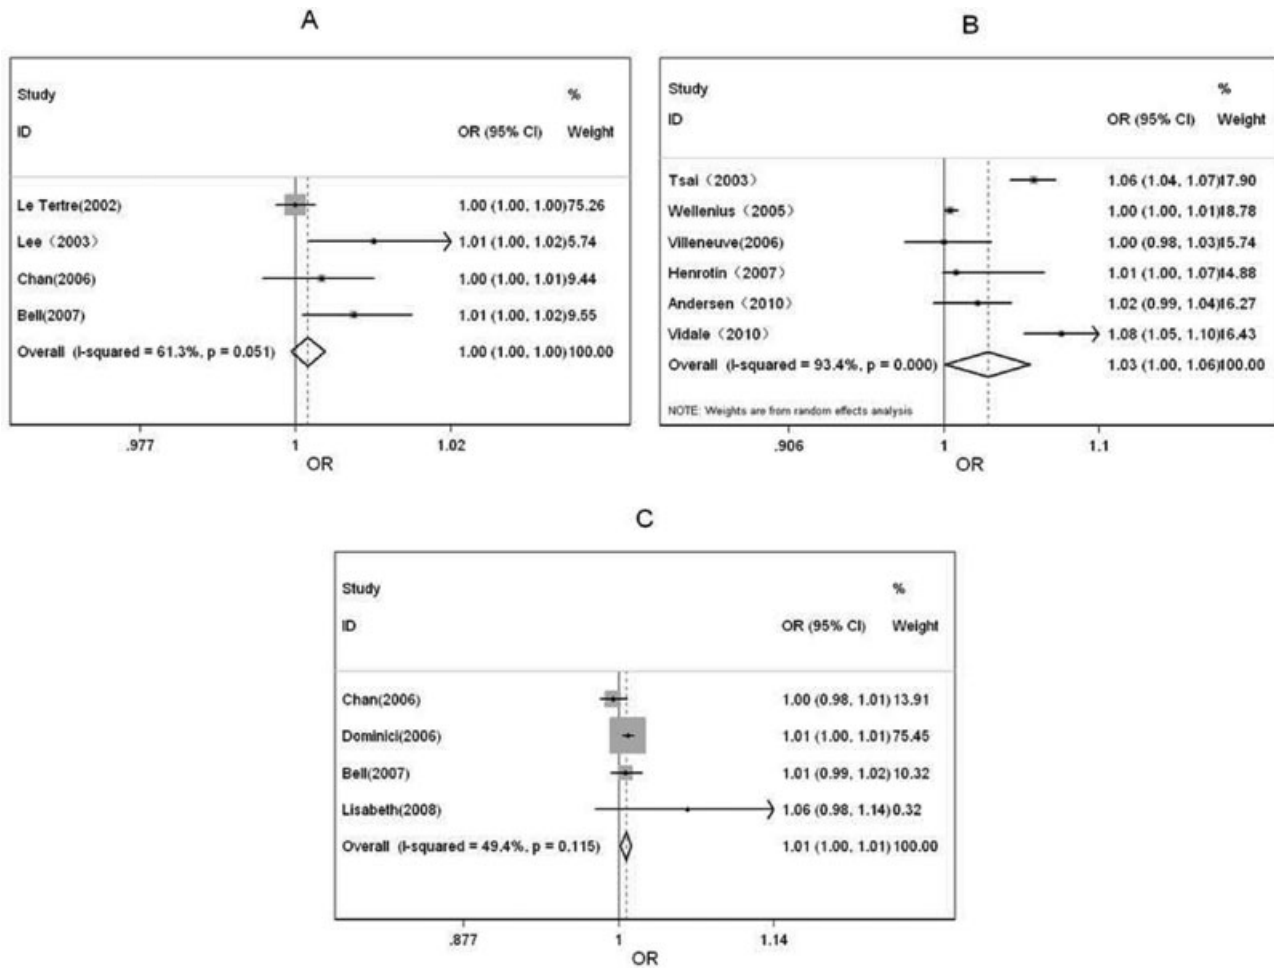 A
Study %
ID OR (95% CI) Weight
Le Tertre(2002) 1.00 (1.00, 1.00) 75.26
Lee（2003） 1.01 (1.00, 1.02) 5.74
Chan(2006) 1.00 (1.00, 1.01) 9.44
Bell(2007) 1.01 (1.00, 1.02) 9.55
Overall (I-squared = 61.3%, p = 0.051) 1.00 (1.00, 1.00) 100.00
.977 1 1.02
OR
B
Study %
ID OR (95% CI) Weight
Tsai（2003） 1.06 (1.04, 1.07) 17.90
Wellenius（2005） 1.00 (1.00, 1.01) 18.78
Villeneuve(2006) 1.00 (0.98, 1.03) 15.74
Henrotin（2007） 1.01 (1.00, 1.07) 14.88
Andersen（2010） 1.02 (0.99, 1.04) 16.27
Vidale（2010） 1.08 (1.05, 1.10) 16.43
Overall (I-squared = 93.4%, p = 0.000) 1.03 (1.00, 1.06) 100.00
NOTE: Weights are from random effects analysis
.906 1 1.1
OR
C
Study %
ID OR (95% CI) Weight
Chan(2006) 1.00 (0.98, 1.01) 13.91
Dominici(2006) 1.01 (1.00, 1.01) 75.45
Bell(2007) 1.01 (0.99, 1.02) 10.32
Lisabeth(2008) 1.06 (0.98, 1.14) 0.32
Overall (I-squared = 49.4%, p = 0.115) 1.01 (1.00, 1.01) 100.00
.877 1 1.14
OR